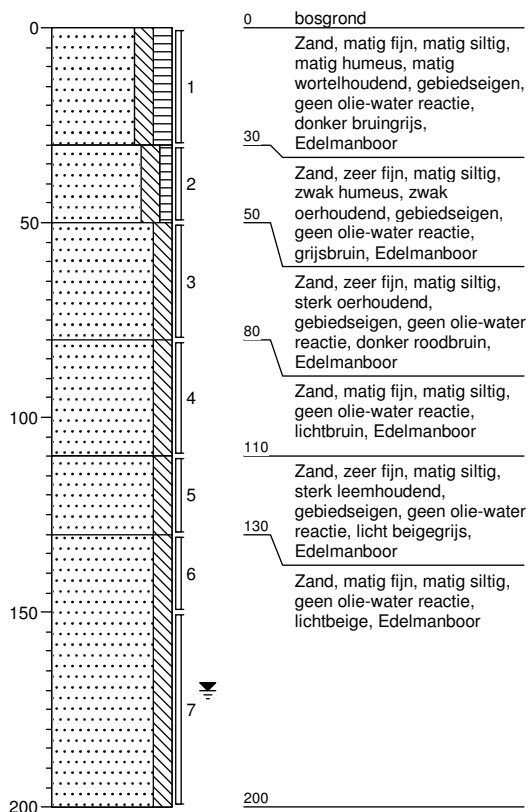 0
50
100
150
200
1
2
3
4
5
6
7
0 bosgrond
Zand, matig fijn, matig siltig,
matig humeus, matig
wortelhoudend, gebiedseigen,
geen olie-water reactie,
donker bruingrijs,
Edelmanboor
30
Zand, zeer fijn, matig siltig,
zwak humeus, zwak
oerhoudend, gebiedseigen,
geen olie-water reactie,
grijsbruin, Edelmanboor
50
Zand, zeer fijn, matig siltig,
sterk oerhoudend,
gebiedseigen, geen olie-water
reactie, donker roodbruin,
Edelmanboor
80
Zand, matig fijn, matig siltig,
geen olie-water reactie,
lichtbruin, Edelmanboor
110
Zand, zeer fijn, matig siltig,
sterk leemhoudend,
gebiedseigen, geen olie-water
reactie, licht beigegrijs,
Edelmanboor
130
Zand, matig fijn, matig siltig,
geen olie-water reactie,
lichtbeige, Edelmanboor
200